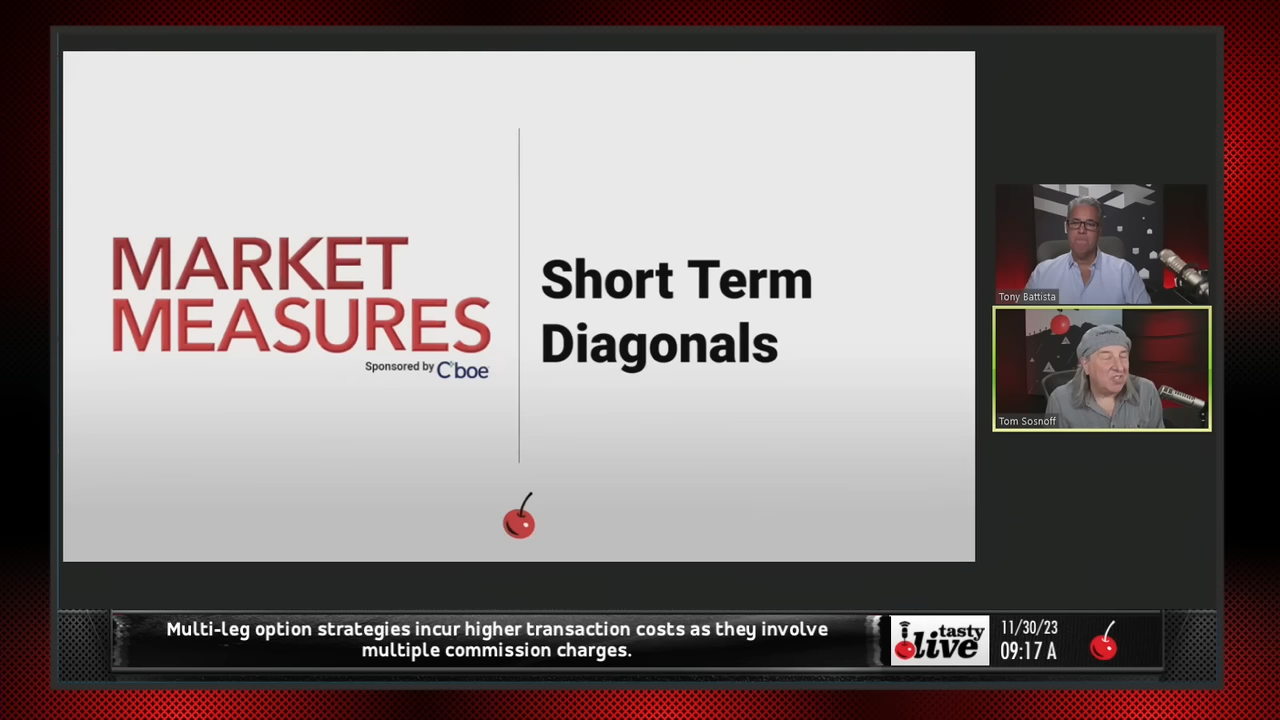 MARKET
MEASURES
Sponsored by Cboe
Short Term
Diagonals
Tony Battista
Tom Sosnoff
Multi-leg option strategies incur higher transaction costs as they involve
multiple commission charges.
tasty
live
11/30/23
09:17 A